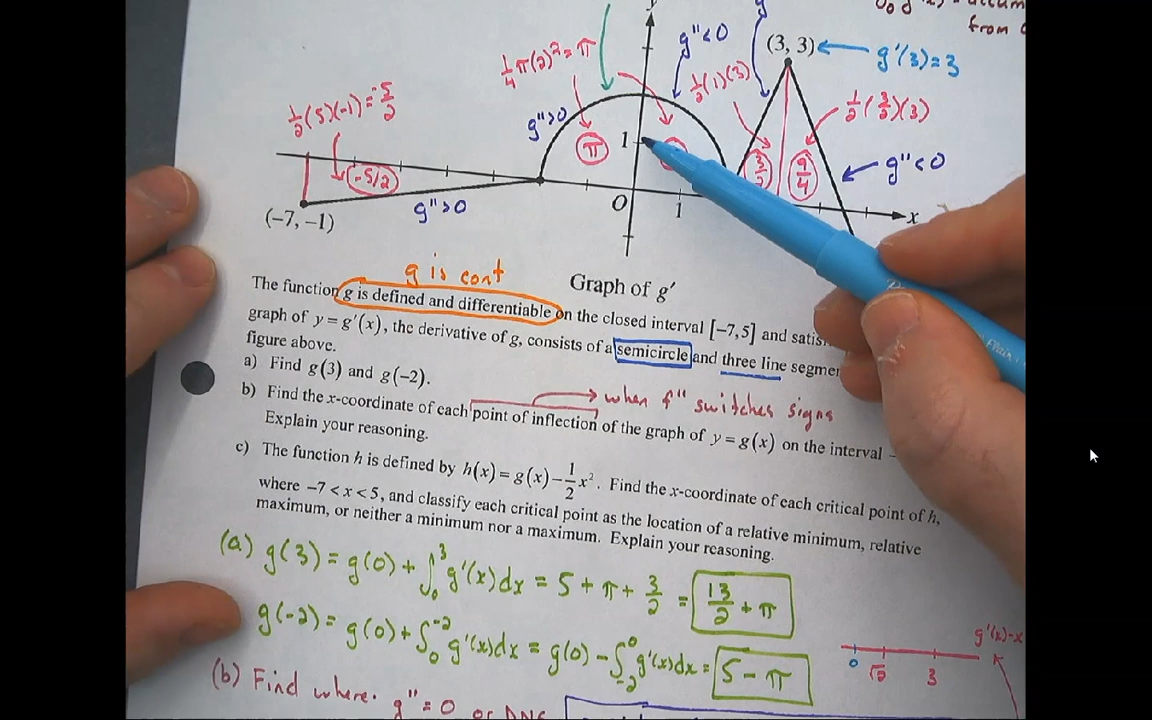 from
y
g
g''<0
(3, 3)
g'(3)=3
1/4 π(2)² = π
1/2(1)(3)
1/2(3/2)(3)
1/2(5)(-1)=-5/2
g''>0
π
1
-5/2
3/2
9/4
g''<0
g''>0
(−7, −1)
O
1
x
g is cont
Graph of g′
The function g is defined and differentiable on the closed interval [−7,5] and
graph of y = g′(x), the derivative of g, consists of a semicircle and three line
figure above.
a) Find g(3) and g(−2).
when f'' switches signs
b) Find the x-coordinate of each point of inflection of the graph of y = g(x) on the interval
Explain your reasoning.
c) The function h is defined by h(x) = g(x) − 1/2 x². Find the x-coordinate of each critical point of h,
where −7 < x < 5, and classify each critical point as the location of a relative minimum, relative
maximum, or neither a minimum nor a maximum. Explain your reasoning.
(a) g(3) = g(0) + ∫₀³ g'(x)dx = 5 + π + 3/2 = 13/2 + π
g(-2) = g(0) + ∫₀⁻² g'(x)dx = g(0) − ∫₋₂⁰ g'(x)dx = 5 − π
g'(x)-x
0 √2 3
(b) Find where g'' = 0 or DNE